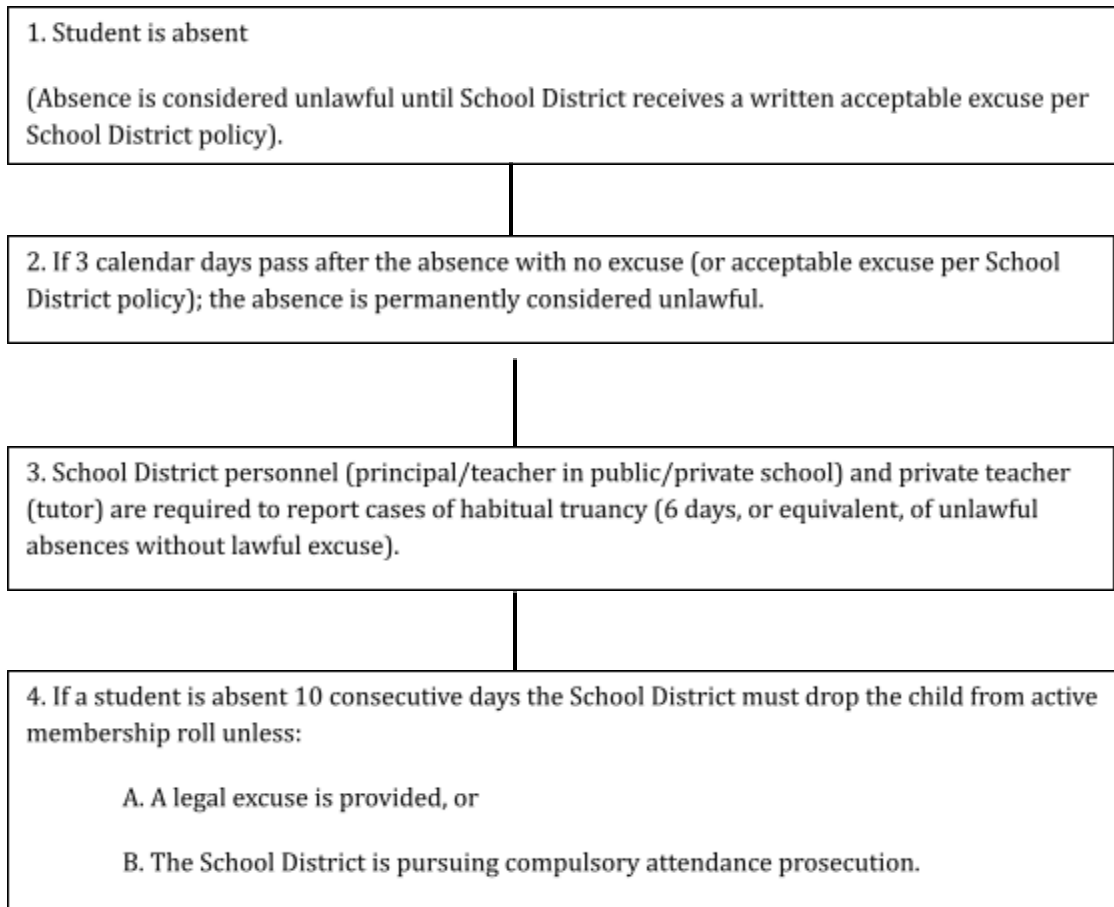 1. Student is absent
(Absence is considered unlawful until School District receives a written acceptable excuse per
School District policy).
2. If 3 calendar days pass after the absence with no excuse (or acceptable excuse per School
District policy); the absence is permanently considered unlawful.
3. School District personnel (principal/teacher in public/private school) and private teacher
(tutor) are required to report cases of habitual truancy (6 days, or equivalent, of unlawful
absences without lawful excuse).
4. If a student is absent 10 consecutive days the School District must drop the child from active
membership roll unless:
A. A legal excuse is provided, or
B. The School District is pursuing compulsory attendance prosecution.